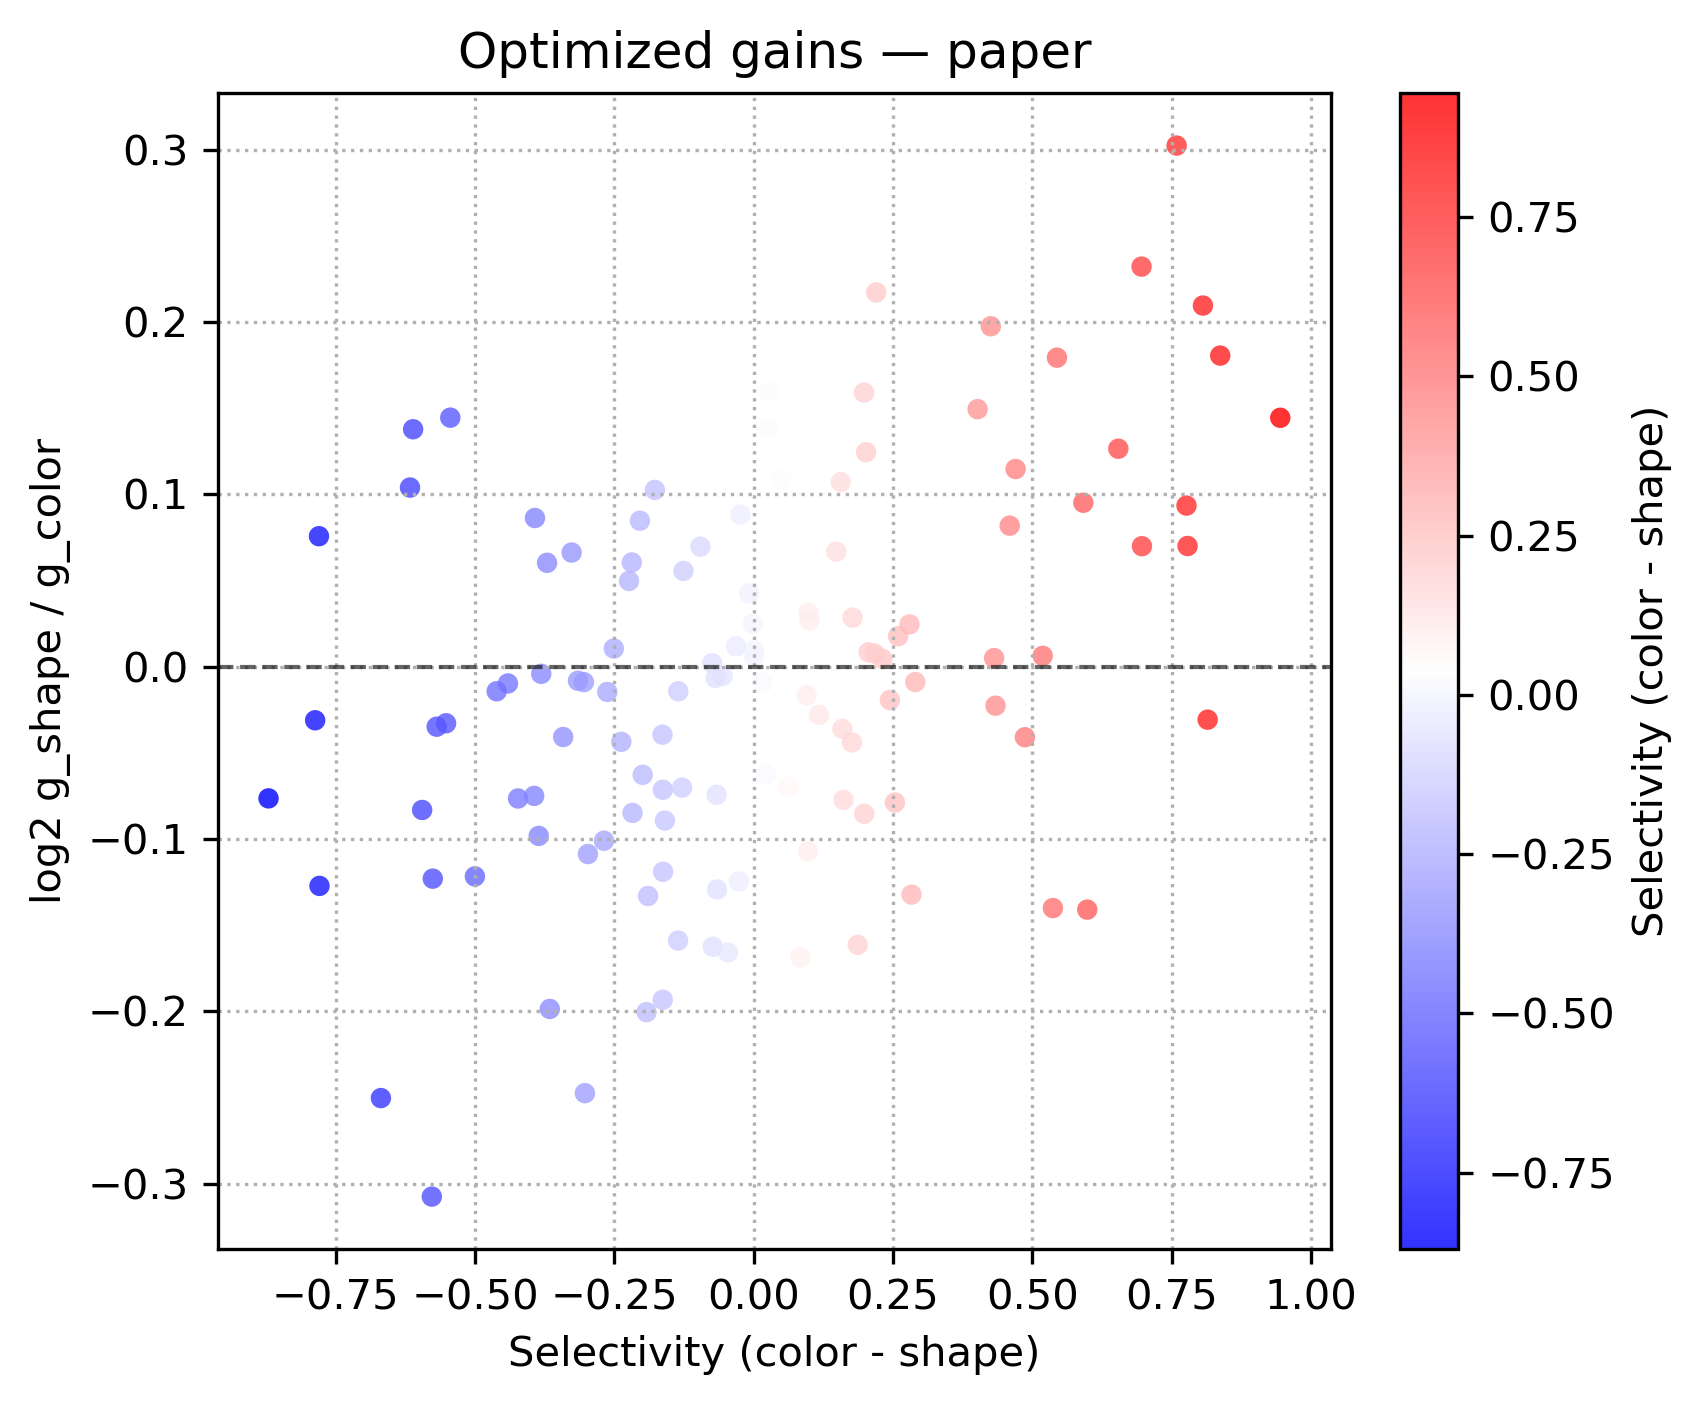 Optimized gains — paper
0.3
0.2
0.1
0.0
−0.1
−0.2
−0.3
log2 g_shape / g_color
−0.75 −0.50 −0.25 0.00 0.25 0.50 0.75 1.00
Selectivity (color - shape)
0.75
0.50
0.25
0.00
−0.25
−0.50
−0.75
Selectivity (color - shape)